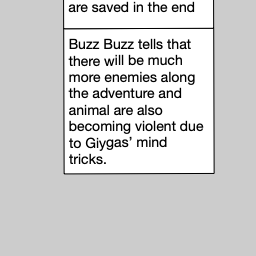 are saved in the end
Buzz Buzz tells that
there will be much
more enemies along
the adventure and
animal are also
becoming violent due
to Giygas’ mind
tricks.